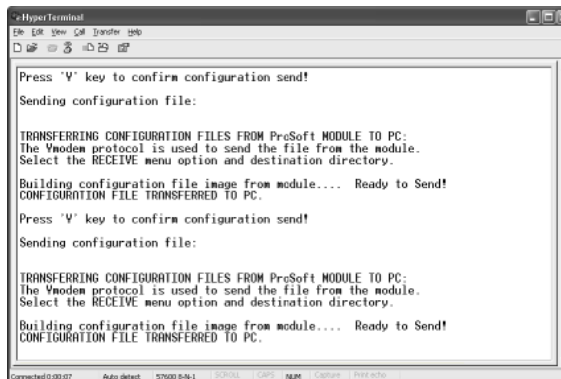 HyperTerminal
File Edit View Call Transfer Help
Press 'Y' key to confirm configuration send!
Sending configuration file:
TRANSFERRING CONFIGURATION FILES FROM ProSoft MODULE TO PC:
The Ymodem protocol is used to send the file from the module.
Select the RECEIVE menu option and destination directory.
Building configuration file image from module.... Ready to Send!
CONFIGURATION FILE TRANSFERRED TO PC.
Press 'Y' key to confirm configuration send!
Sending configuration file:
TRANSFERRING CONFIGURATION FILES FROM ProSoft MODULE TO PC:
The Ymodem protocol is used to send the file from the module.
Select the RECEIVE menu option and destination directory.
Building configuration file image from module.... Ready to Send!
CONFIGURATION FILE TRANSFERRED TO PC.
Connected 0:00:07 Auto detect 57600 8-N-1 SCROLL CAPS NUM Capture Print echo